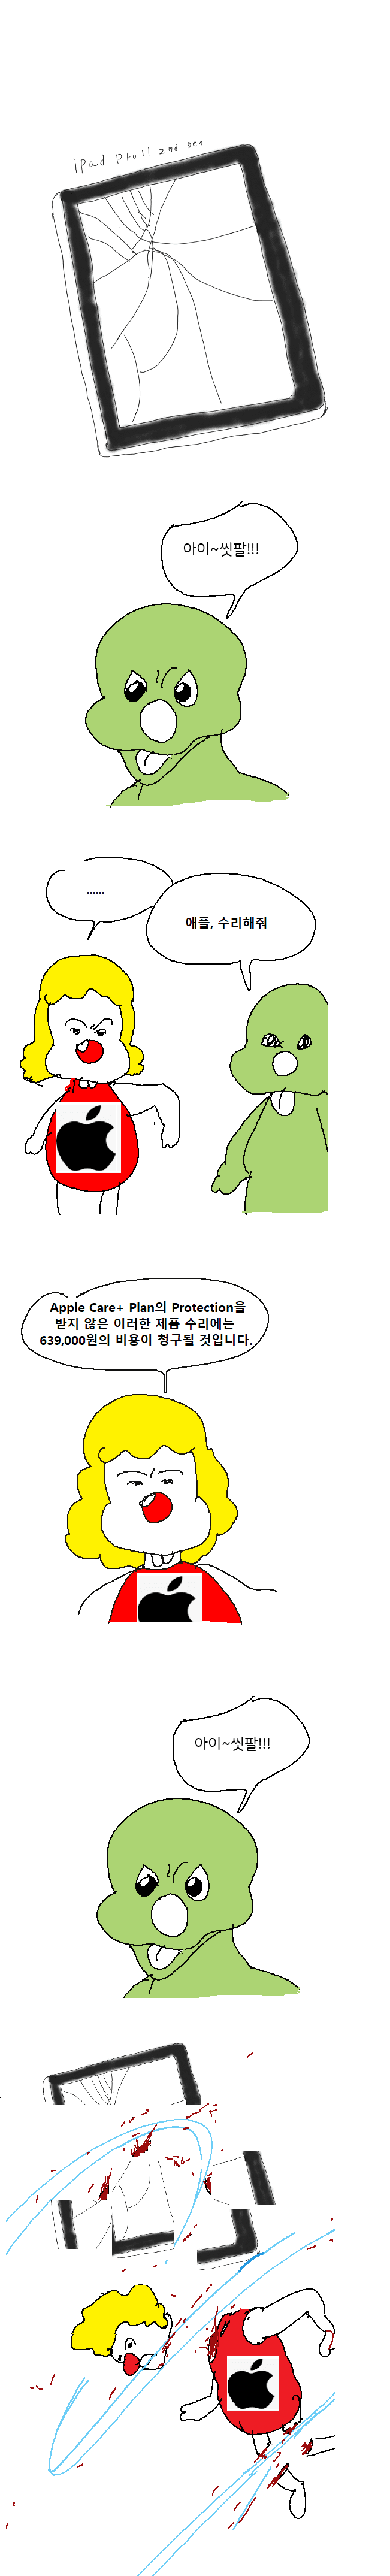 iPad Pro 11 2nd gen
아이~씻팔!!!
......
애플, 수리해줘
Apple Care+ Plan의 Protection을
받지 않은 이러한 제품 수리에는
639,000원의 비용이 청구될 것입니다.
아이~씻팔!!!